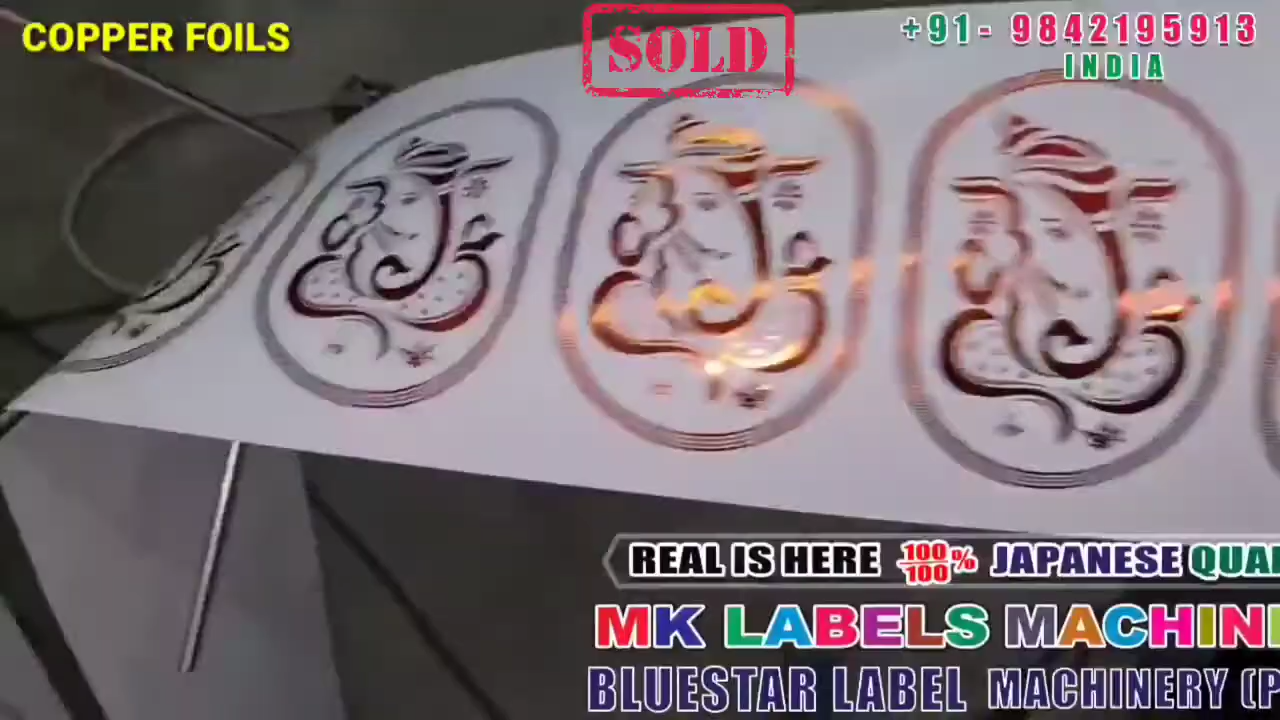 COPPER FOILS
SOLD
+91- 9842195913
INDIA
REAL IS HERE 100/100% JAPANESE
MK LABELS
BLUESTAR LABEL MACHINERY